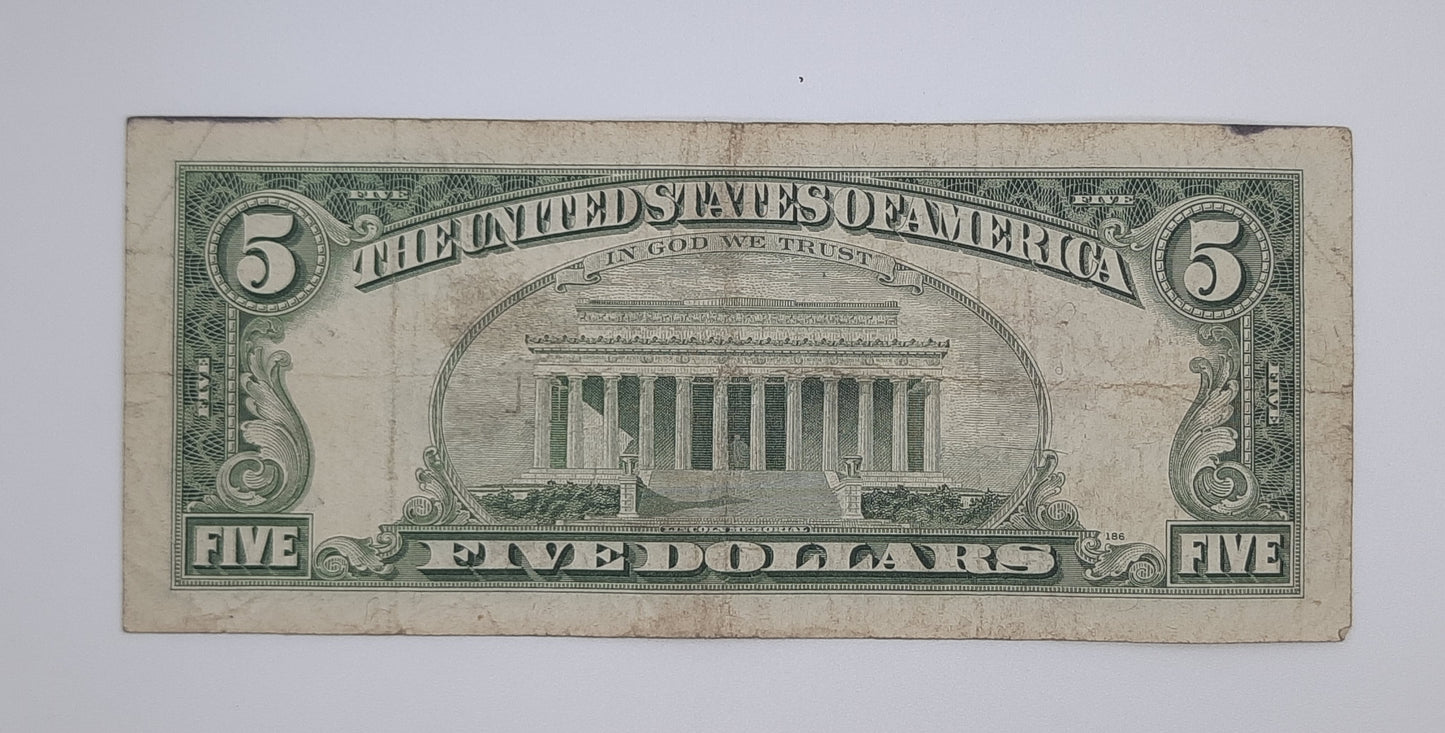 FIVE FIVE
5 THE UNITED STATES OF AMERICA 5
IN GOD WE TRUST
FIVE FIVE
LINCOLN MEMORIAL
186
FIVE FIVE DOLLARS FIVE